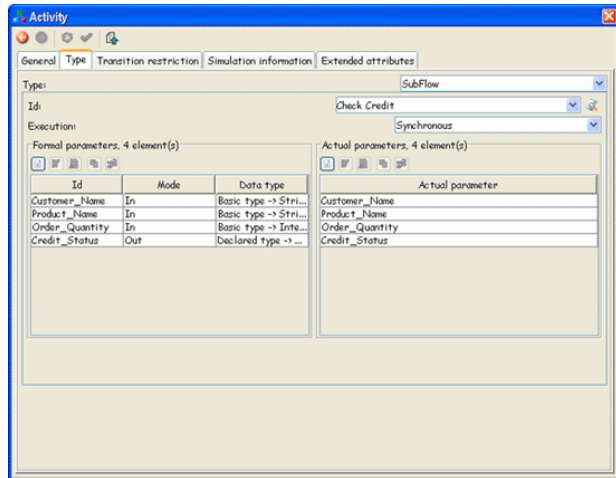 Activity
General Type Transition restriction Simulation information Extended attributes
Type: SubFlow
Id: Check Credit
Execution: Synchronous
Formal parameters, 4 element(s) Actual parameters, 4 element(s)
Id Mode Data type Actual parameter
Customer_Name In Basic type -> Stri... Customer_Name
Product_Name In Basic type -> Stri... Product_Name
Order_Quantity In Basic type -> Inte... Order_Quantity
Credit_Status Out Declared type -> ... Credit_Status